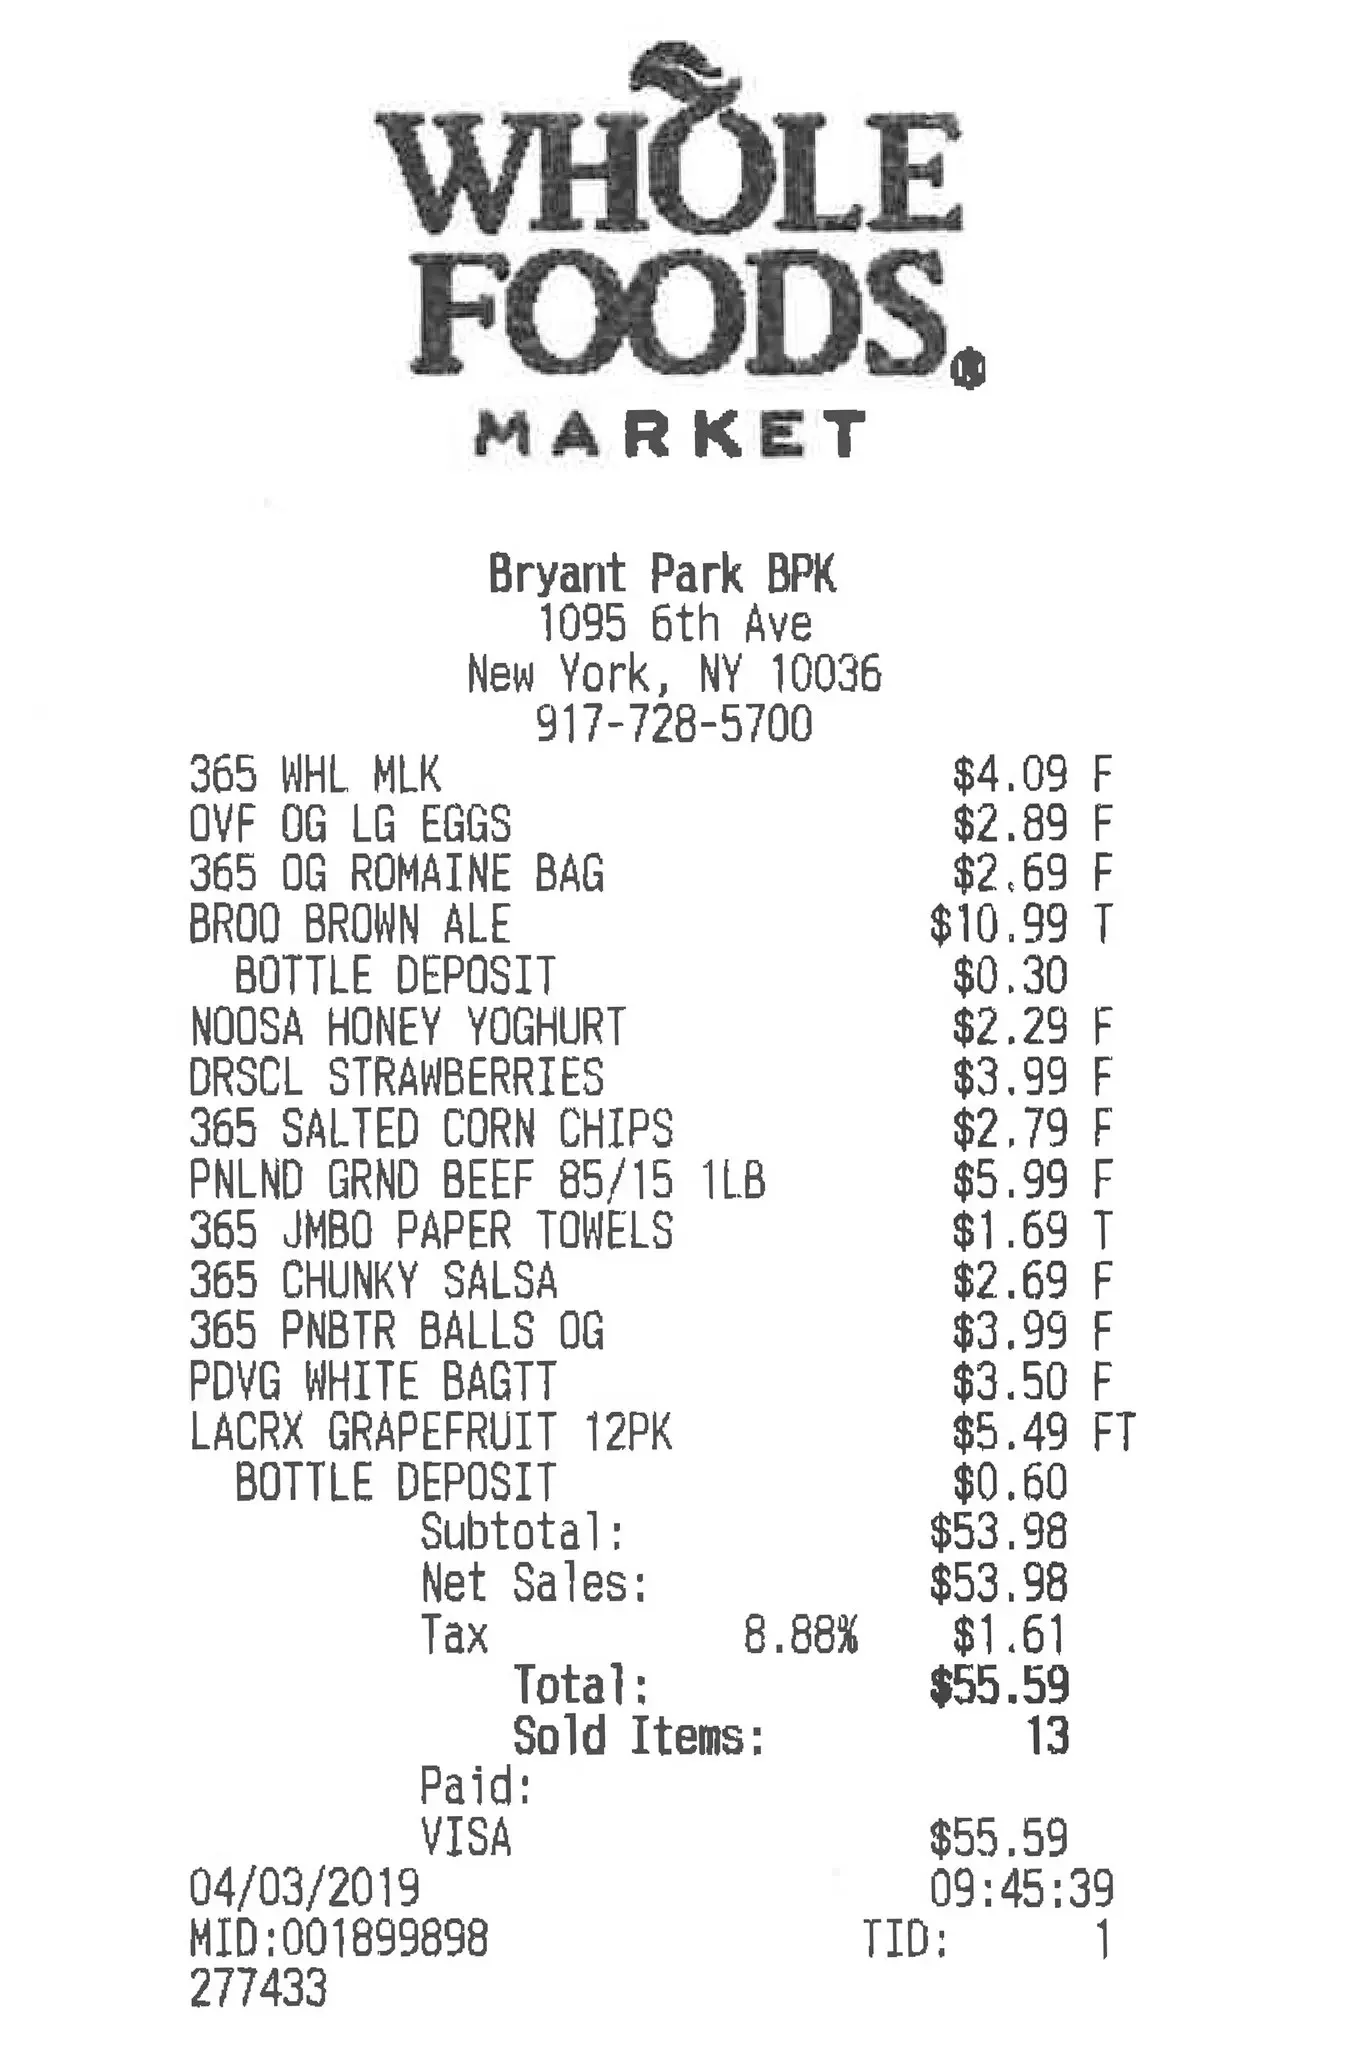 WHOLE
FOODS®
MARKET
Bryant Park BPK
1095 6th Ave
New York, NY 10036
917-728-5700
365 WHL MLK $4.09 F
OVF OG LG EGGS $2.89 F
365 OG ROMAINE BAG $2.69 F
BROO BROWN ALE $10.99 T
BOTTLE DEPOSIT $0.30
NOOSA HONEY YOGHURT $2.29 F
DRSCL STRAWBERRIES $3.99 F
365 SALTED CORN CHIPS $2.79 F
PNLND GRND BEEF 85/15 1LB $5.99 F
365 JMBO PAPER TOWELS $1.69 T
365 CHUNKY SALSA $2.69 F
365 PNBTR BALLS OG $3.99 F
PDVG WHITE BAGTT $3.50 F
LACRX GRAPEFRUIT 12PK $5.49 FT
BOTTLE DEPOSIT $0.60
Subtotal: $53.98
Net Sales: $53.98
Tax 8.88% $1.61
Total: $55.59
Sold Items: 13
Paid:
VISA $55.59
04/03/2019 09:45:39
MID:001899898 TID: 1
277433